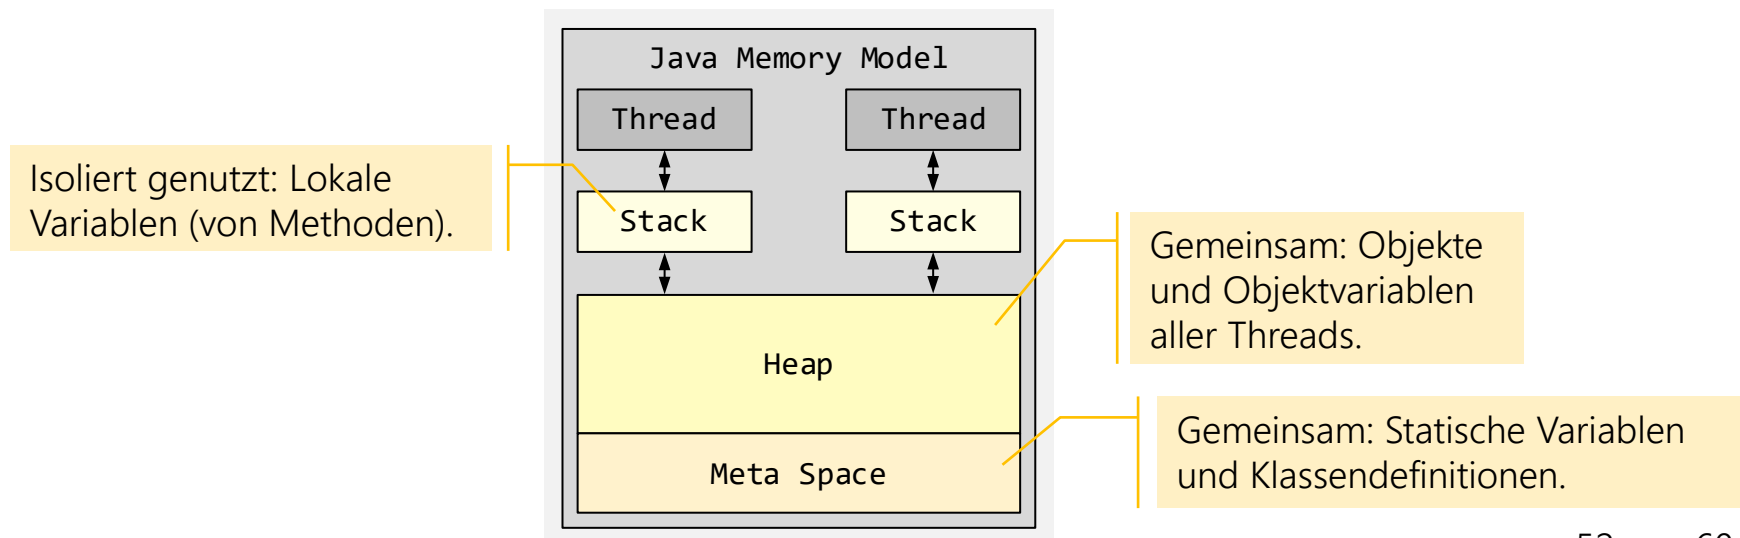 Java Memory Model
Thread
Thread
Isoliert genutzt: Lokale
Variablen (von Methoden).
Stack
Stack
Gemeinsam: Objekte
und Objektvariablen
aller Threads.
Heap
Gemeinsam: Statische Variablen
und Klassendefinitionen.
Meta Space